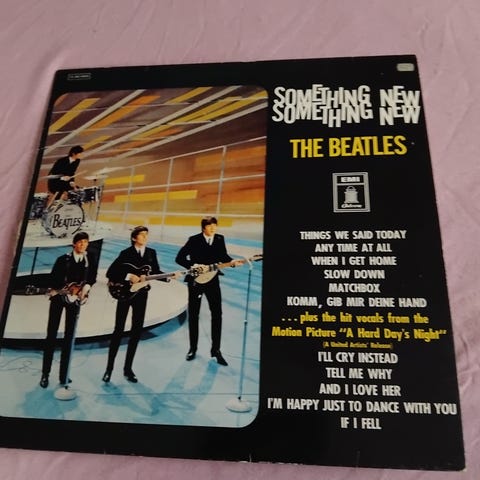 SOMETHING NEW
SOMETHING NEW
THE BEATLES
EMI
Odeon
THINGS WE SAID TODAY
ANY TIME AT ALL
WHEN I GET HOME
SLOW DOWN
MATCHBOX
KOMM, GIB MIR DEINE HAND
. . . plus the hit vocals from the
Motion Picture "A Hard Day's Night"
(A United Artists' Release)
I'LL CRY INSTEAD
TELL ME WHY
AND I LOVE HER
I'M HAPPY JUST TO DANCE WITH YOU
IF I FELL
THE
BEATLES